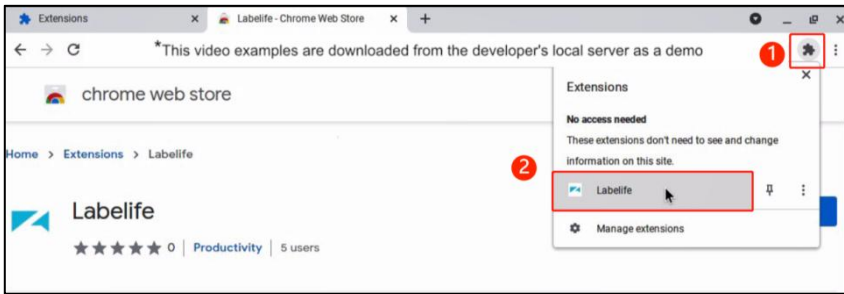 Extensions
Labelife - Chrome Web Store
*This video examples are downloaded from the developer's local server as a demo
1
chrome web store
Extensions
No access needed
These extensions don't need to see and change
information on this site.
Home > Extensions > Labelife
2
Labelife
Manage extensions
Labelife
0 | Productivity | 5 users